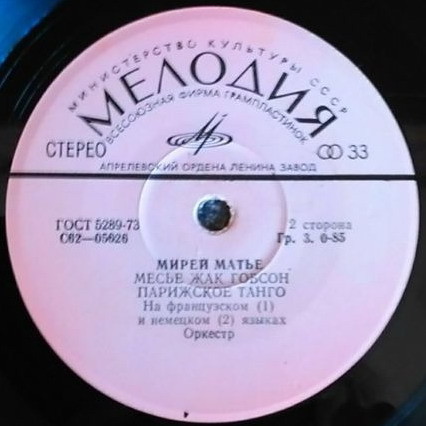 МИНИСТЕРСТВО КУЛЬТУРЫ СССР
МЕЛОДИЯ
ВСЕСОЮЗНАЯ ФИРМА ГРАМПЛАСТИНОК
СТЕРЕО
33
АПРЕЛЕВСКИЙ ОРДЕНА ЛЕНИНА ЗАВОД
ГОСТ 5289-73
2 сторона
С62—05626
Гр. 3. 0-85
МИРЕЙ МАТЬЕ
МЕСЬЕ ЖАК ГОБСОН
ПАРИЖСКОЕ ТАНГО
На французском (1)
и немецком (2) языках
Оркестр